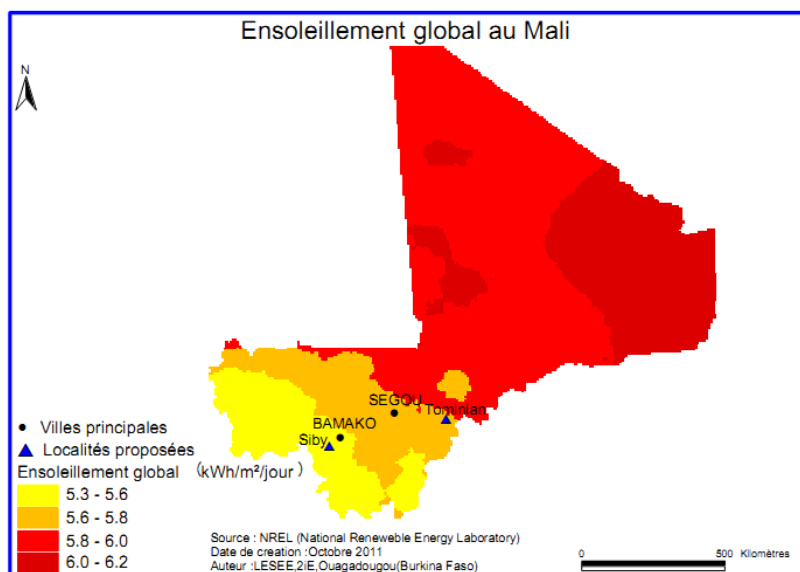 Ensoleillement global au Mali
N
SEGOU
Tominian
BAMAKO
Siby
Villes principales
Localités proposées
Ensoleillement global (kWh/m²/jour )
5.3 - 5.6
5.6 - 5.8
5.8 - 6.0
6.0 - 6.2
Source : NREL (National Reneweble Energy Laboratory)
Date de creation :Octobre 2011
Auteur :LESEE,2iE,Ouagadougou(Burkina Faso)
0 500 Kilomètres